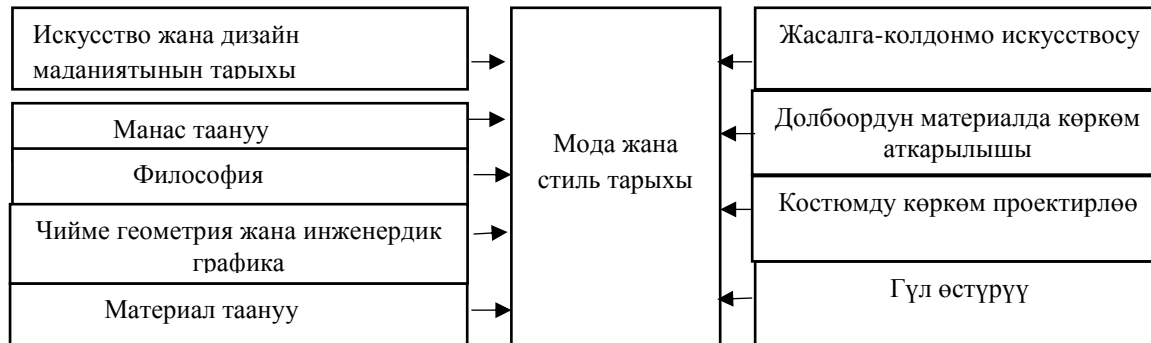 Искусство жана дизайн
маданиятынын тарыхы
Манас таануу
Философия
Чийме геометрия жана инженердик
графика
Материал таануу
Мода жана
стиль тарыхы
Жасалга-колдонмо искусствосу
Долбоордун материалда көркөм
аткарылышы
Костюмду көркөм проектирлөө
Гүл өстүрүү